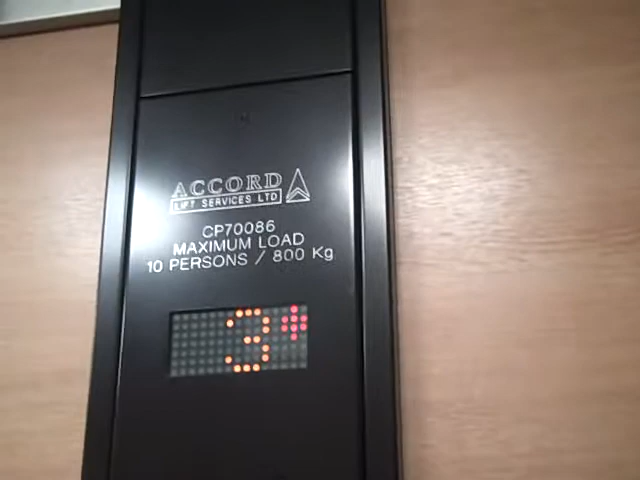 ACCORD
LIFT SERVICES LTD
CP70086
MAXIMUM LOAD
10 PERSONS / 800 Kg
3